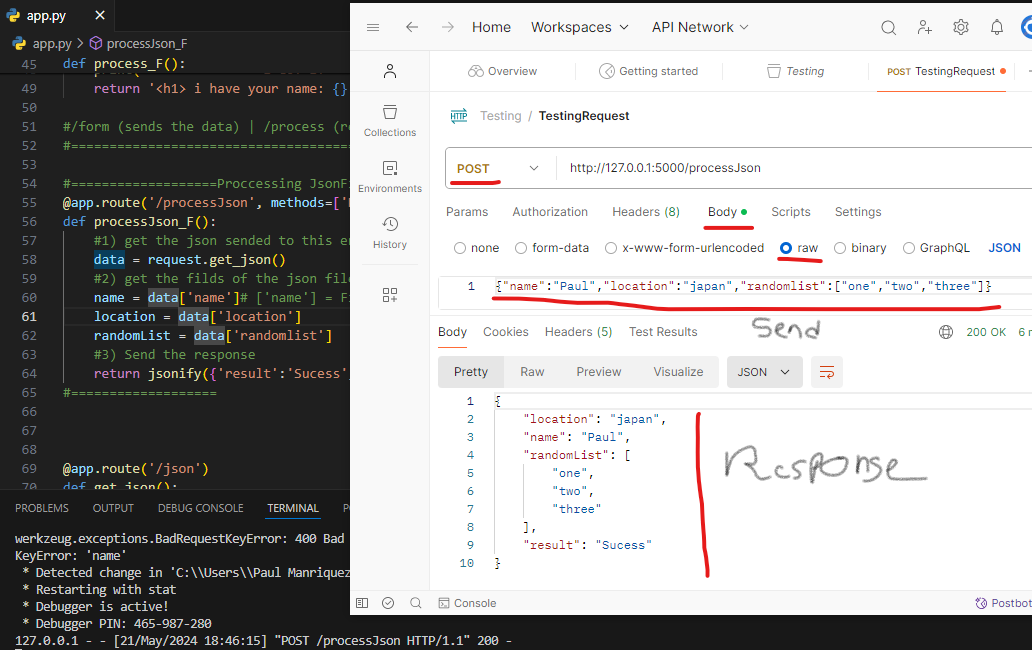 app.py
app.py > processJson_F
45 def process_F():
49 return '<h1> i have your name: {}
50
51 #/form (sends the data) | /process (re
52 #===================================
53
54 #==================Proccessing JsonF
55 @app.route('/processJson', methods=['
56 def processJson_F():
57 #1) get the json sended to this en
58 data = request.get_json()
59 #2) get the filds of the json file
60 name = data['name']# ['name'] = F
61 location = data['location']
62 randomList = data['randomlist']
63 #3) Send the response
64 return jsonify({'result':'Sucess'
65 #==================
66
67
68
69 @app.route('/json')
70 def get_json():
PROBLEMS OUTPUT DEBUG CONSOLE TERMINAL P
werkzeug.exceptions.BadRequestKeyError: 400 Bad
KeyError: 'name'
* Detected change in 'C:\\Users\\Paul Manriquez
* Restarting with stat
* Debugger is active!
* Debugger PIN: 465-987-280
127.0.0.1 - - [21/May/2024 18:46:15] "POST /processJson HTTP/1.1" 200 -
Home Workspaces API Network
Overview Getting started Testing POST TestingRequest
Collections
Environments
History
HTTP Testing / TestingRequest
POST http://127.0.0.1:5000/processJson
Params Authorization Headers (8) Body Scripts Settings
none form-data x-www-form-urlencoded raw binary GraphQL JSON
1 {"name":"Paul","location":"japan","randomlist":["one","two","three"]}
Send
Body Cookies Headers (5) Test Results 200 OK 6
Pretty Raw Preview Visualize JSON
1 {
2 "location": "japan",
3 "name": "Paul",
4 "randomList": [
5 "one",
6 "two",
7 "three"
8 ],
9 "result": "Sucess"
10 }
Response
Console Postbot